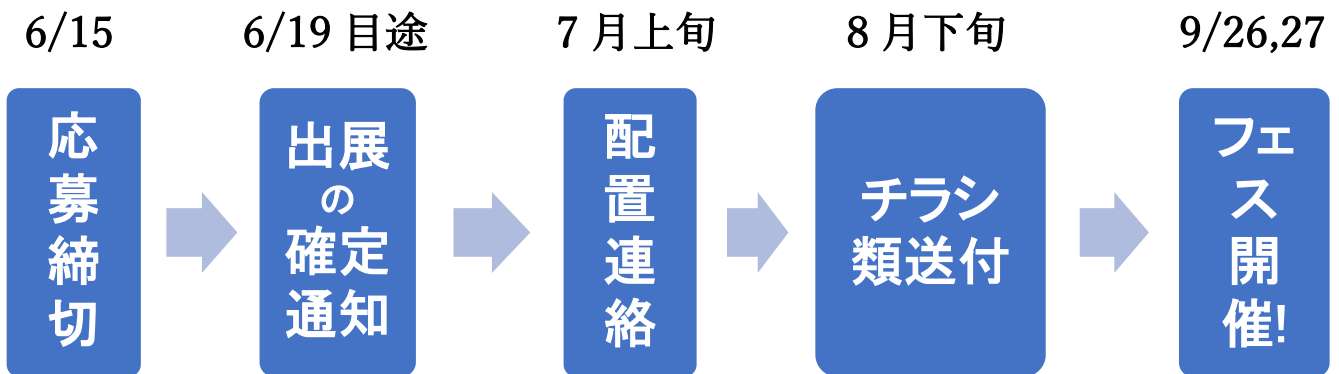 6/15
6/19 目途
7 月上旬
8 月下旬
9/26,27
応募締切
出展
の
確定
通知
配置連絡
チラシ
類送付
フェス開催!